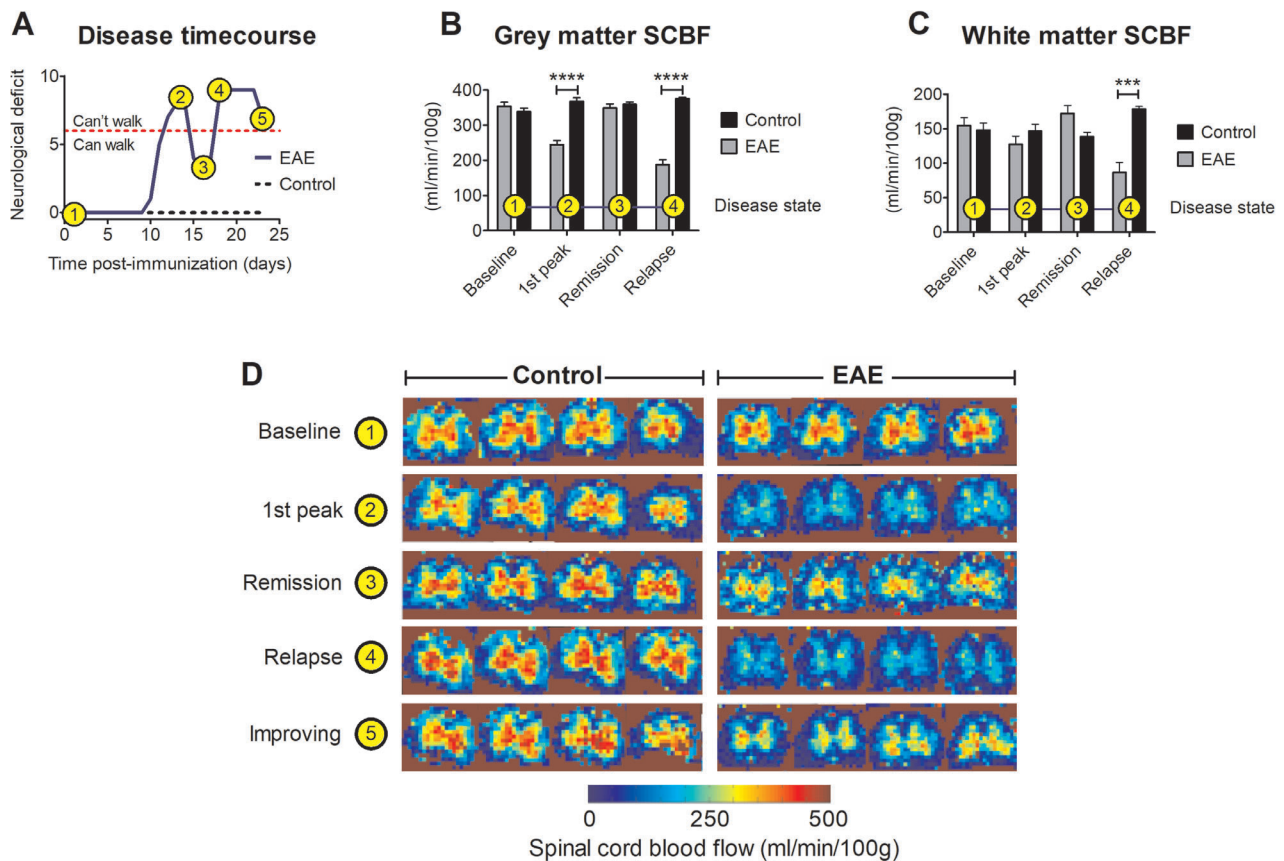 A Disease timecourse
Neurological deficit
10
5
0
Can't walk
Can walk
1
2
3
4
5
EAE
Control
0 5 10 15 20 25
Time post-immunization (days)
B Grey matter SCBF
(ml/min/100g)
400
300
200
100
0
**** ****
Control
EAE
1 2 3 4 Disease state
Baseline
1st peak
Remission
Relapse
C White matter SCBF
(ml/min/100g)
200
150
100
50
0
***
Control
EAE
1 2 3 4 Disease state
Baseline
1st peak
Remission
Relapse
D Control EAE
Baseline 1
1st peak 2
Remission 3
Relapse 4
Improving 5
0 250 500
Spinal cord blood flow (ml/min/100g)